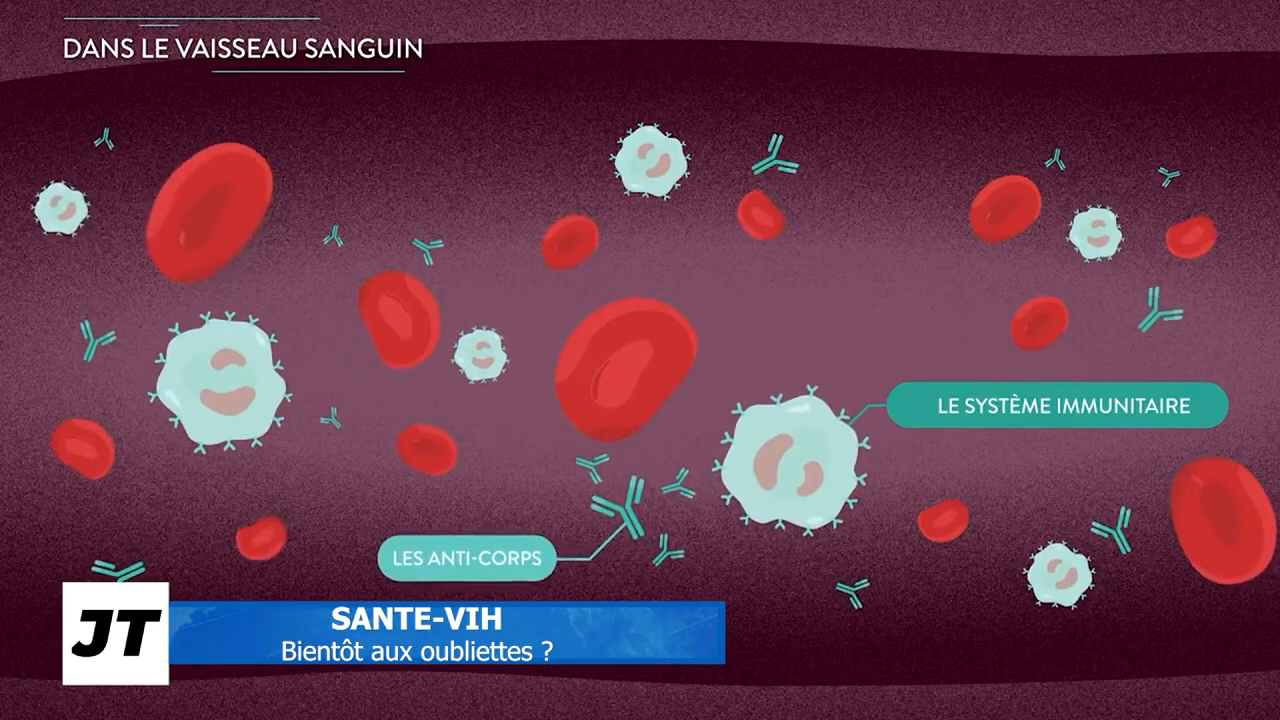 DANS LE VAISSEAU SANGUIN
LE SYSTÈME IMMUNITAIRE
LES ANTI-CORPS
JT
SANTE-VIH
Bientôt aux oubliettes ?